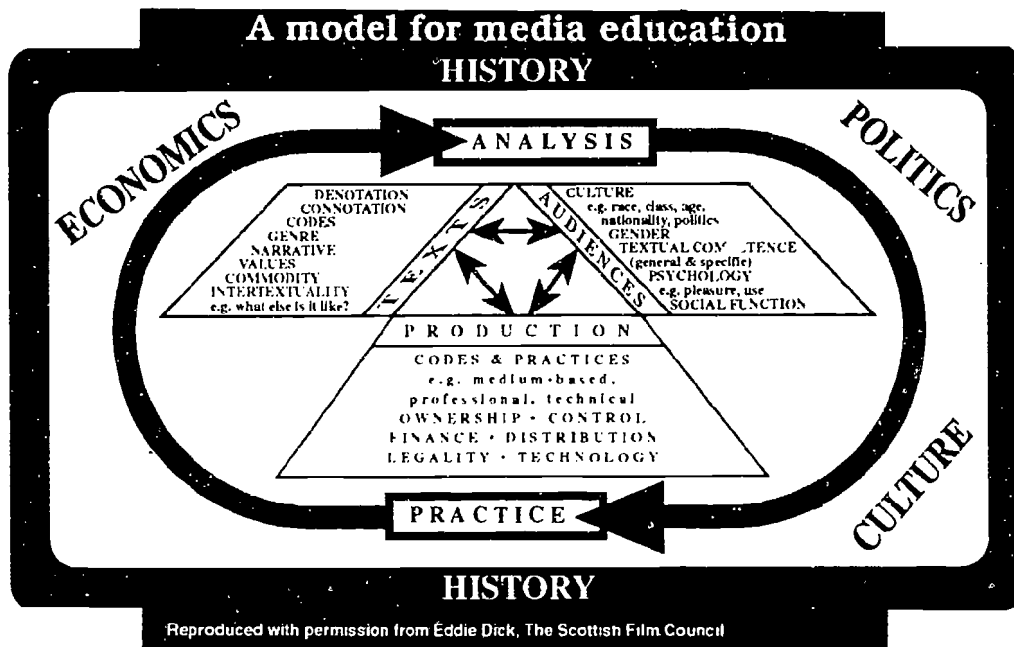 A model for media education
HISTORY
ECONOMICS
POLITICS
ANALYSIS
DENOTATION
CONNOTATION
CODES
GENRE
NARRATIVE
VALUES
COMMODITY
INTERTEXTUALITY
e.g. what else is it like?
TEXTS
AUDIENCES
CULTURE
e.g. race, class, age,
nationality, politics
GENDER
TEXTUAL
(general & specific)
PSYCHOLOGY
e.g. pleasure, use
SOCIAL FUNCTION
PRODUCTION
CODES & PRACTICES
e.g. medium-based,
professional, technical
OWNERSHIP • CONTROL
FINANCE • DISTRIBUTION
LEGALITY • TECHNOLOGY
PRACTICE
CULTURE
HISTORY
Reproduced with permission from Eddie Dick, The Scottish Film Council